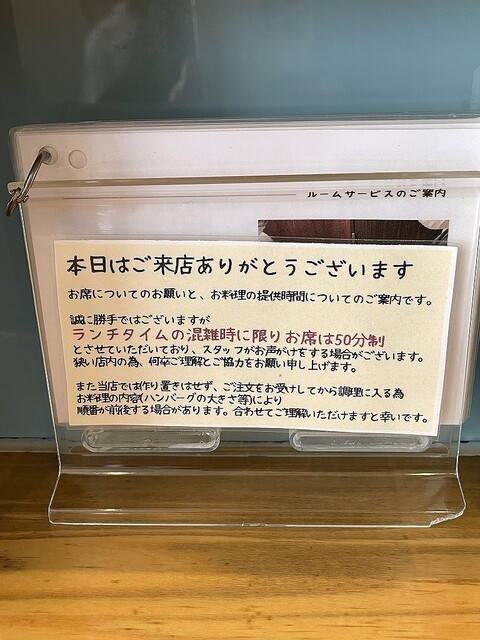 ルームサービスのご案内
本日はご来店ありがとうございます
お席についてのお願いと、お料理の提供時間についてのご案内です。
誠に勝手ではございますが
ランチタイムの混雑時に限りお席は50分制
とさせていただいており、スタッフがお声がけをする場合がございます。
狭い店内の為、何卒ご理解とご協力をお願い申し上げます。
また当店では作り置きはせず、ご注文をお受けしてから調理に入る為
お料理の内容(ハンバーグの大きさ等)により
順番が前後する場合があります。合わせてご理解いただけますと幸いです。